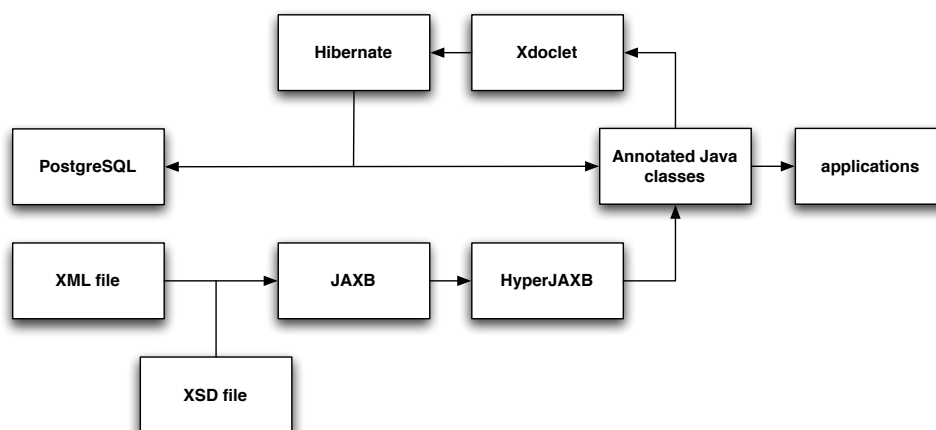 Hibernate
Xdoclet
PostgreSQL
Annotated Java
classes
applications
XML file
JAXB
HyperJAXB
XSD file